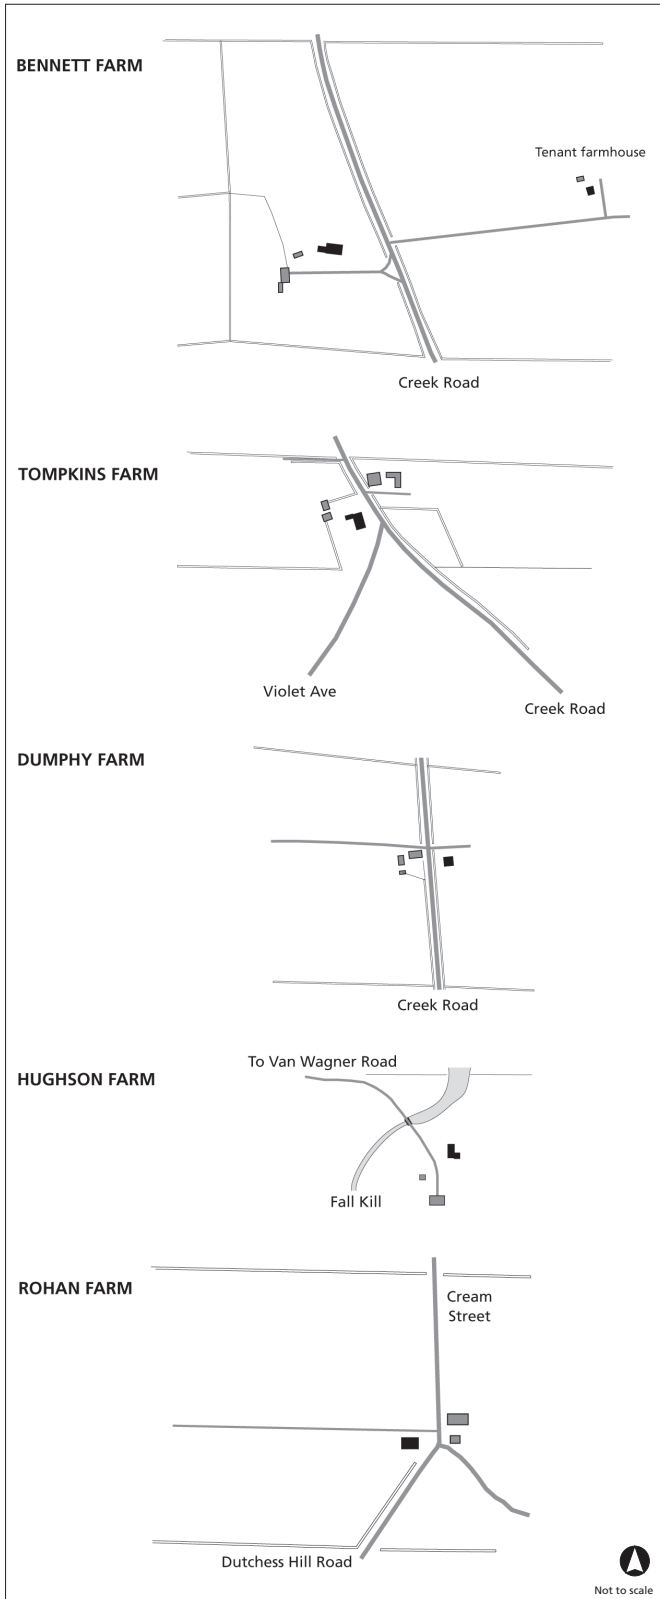 BENNETT FARM
Tenant farmhouse
Creek Road
TOMPKINS FARM
Violet Ave
Creek Road
DUMPHY FARM
Creek Road
To Van Wagner Road
HUGHSON FARM
Fall Kill
ROHAN FARM
Cream
Street
Dutchess Hill Road
Not to scale